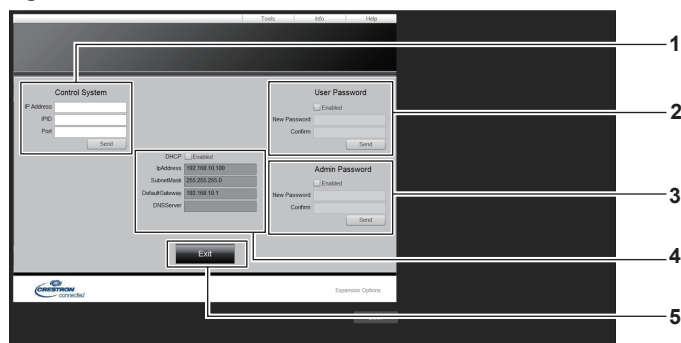 Tools Info Help
1
Control System
IP Address
IPID
Port
Send
User Password
Enabled
New Password
Confirm
Send
2
DHCP Enabled
IpAddress 192.168.10.100
SubnetMask 255.255.255.0
DefaultGateway 192.168.10.1
DNSServer
Admin Password
Enabled
New Password
Confirm
Send
3
4
Exit
CRESTRON
connected
Expansion Options
5